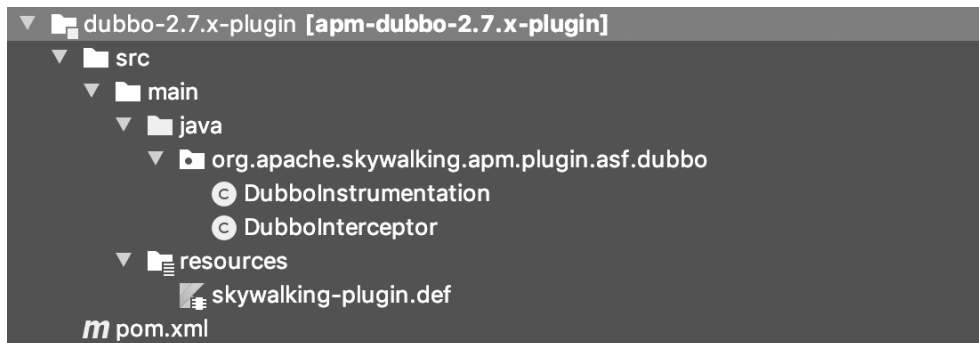 dubbo-2.7.x-plugin [apm-dubbo-2.7.x-plugin]
src
main
java
org.apache.skywalking.apm.plugin.asf.dubbo
C DubboInstrumentation
C DubboInterceptor
resources
skywalking-plugin.def
m pom.xml